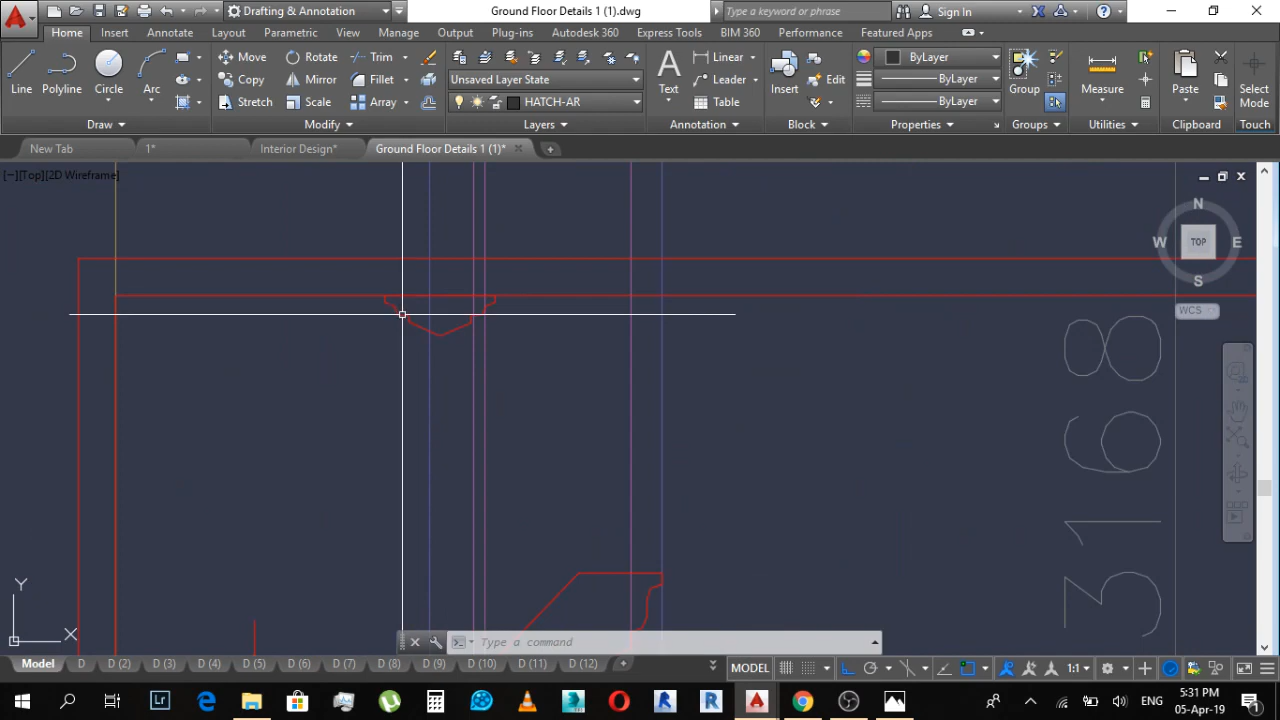 Drafting & Annotation
Ground Floor Details 1 (1).dwg
Type a keyword or phrase
Sign In
Home Insert Annotate Layout Parametric View Manage Output Plug-ins Autodesk 360 Express Tools BIM 360 Performance Featured Apps
Line Polyline Circle Arc
Move Rotate Trim
Copy Mirror Fillet
Stretch Scale Array
Unsaved Layer State
HATCH-AR
Text Linear
Leader
Table
Insert Edit
ByLayer
ByLayer
ByLayer
Group Measure Paste Select Mode
Draw Modify Layers Annotation Block Properties Groups Utilities Clipboard Touch
New Tab 1* Interior Design* Ground Floor Details 1 (1)*
[−][Top][2D Wireframe]
N
W TOP E
S
WCS
3168
Y
X
Type a command
Model D D (2) D (3) D (4) D (5) D (6) D (7) D (8) D (9) D (10) D (11) D (12) + MODEL 1:1
Lr R R A
ENG
5:31 PM
05-Apr-19